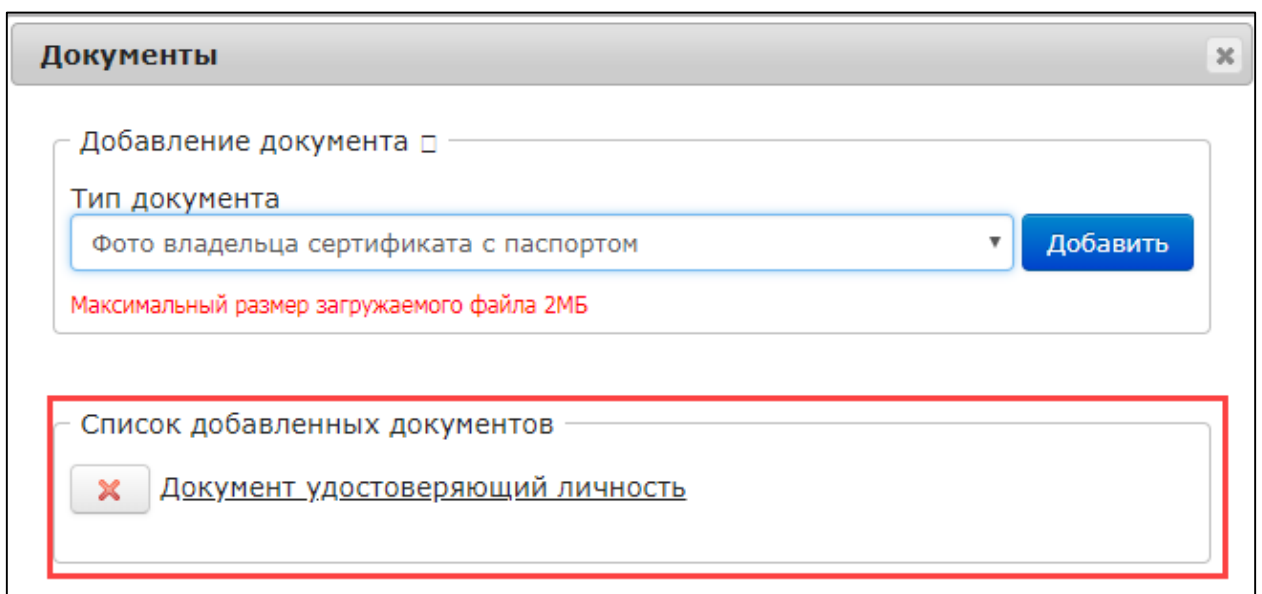 Документы
Добавление документа
Тип документа
Фото владельца сертификата с паспортом
Добавить
Максимальный размер загружаемого файла 2МБ
Список добавленных документов
Документ удостоверяющий личность